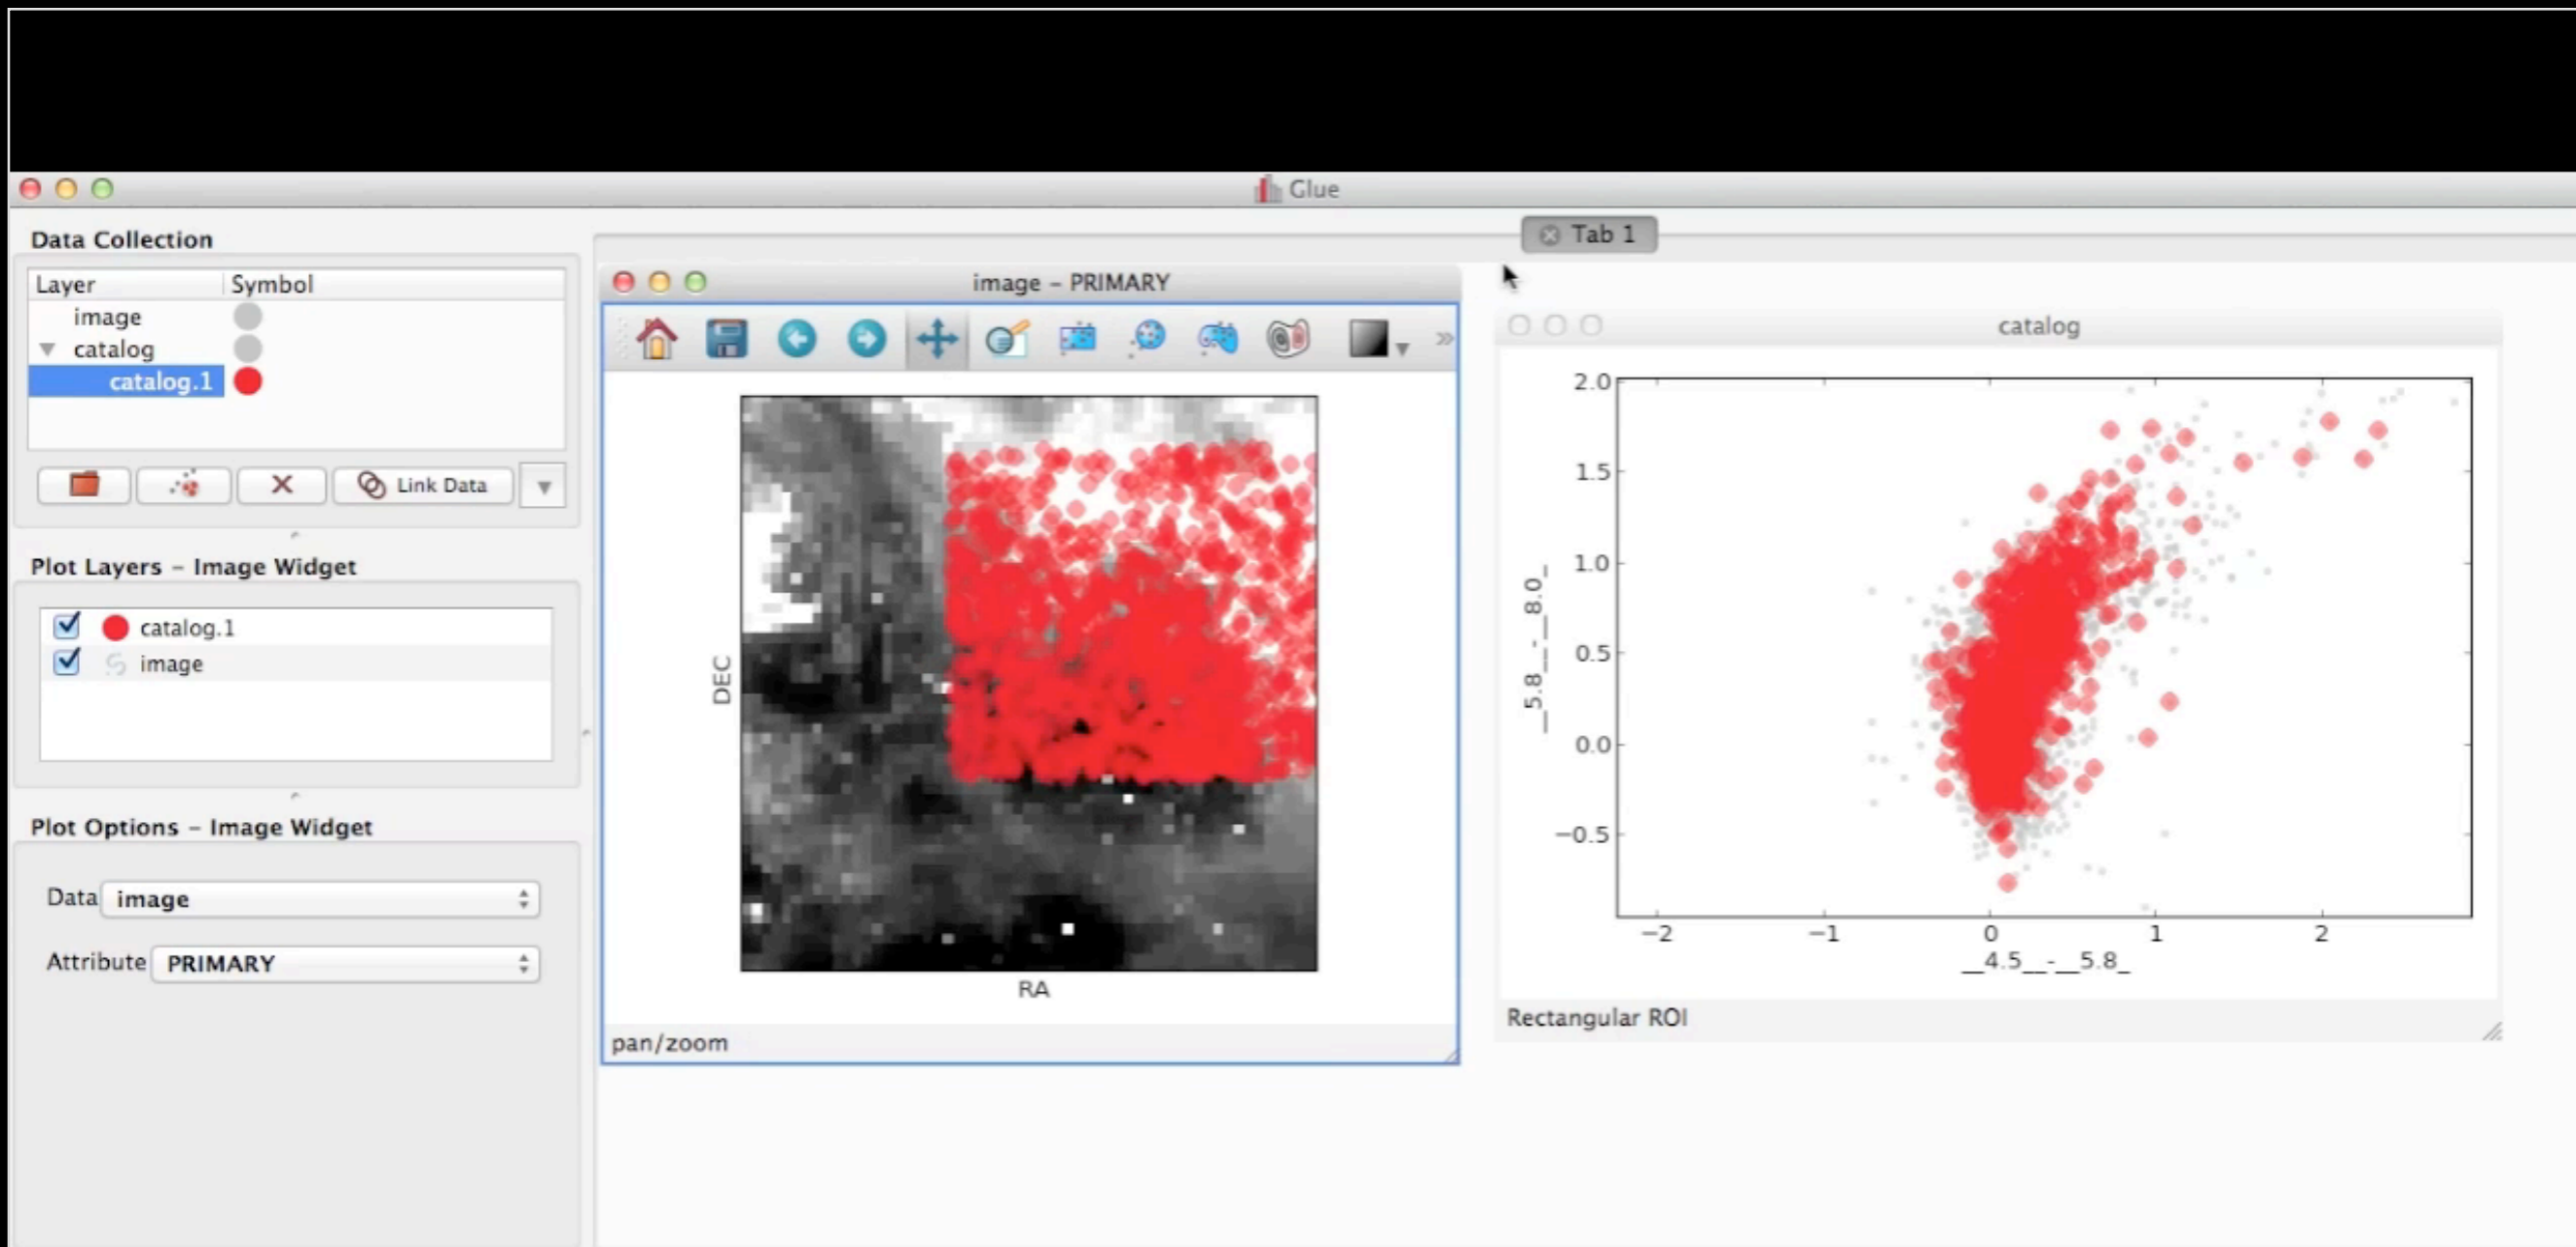 Glue
Data Collection
Layer Symbol
image
catalog
catalog.1
Link Data
Plot Layers – Image Widget
catalog.1
image
Plot Options – Image Widget
Data image
Attribute PRIMARY
Tab 1
image – PRIMARY
DEC
RA
pan/zoom
catalog
2.0
1.5
1.0
0.5
0.0
−0.5
__5.8__-__8.0_
−2 −1 0 1 2
__4.5__-__5.8_
Rectangular ROI